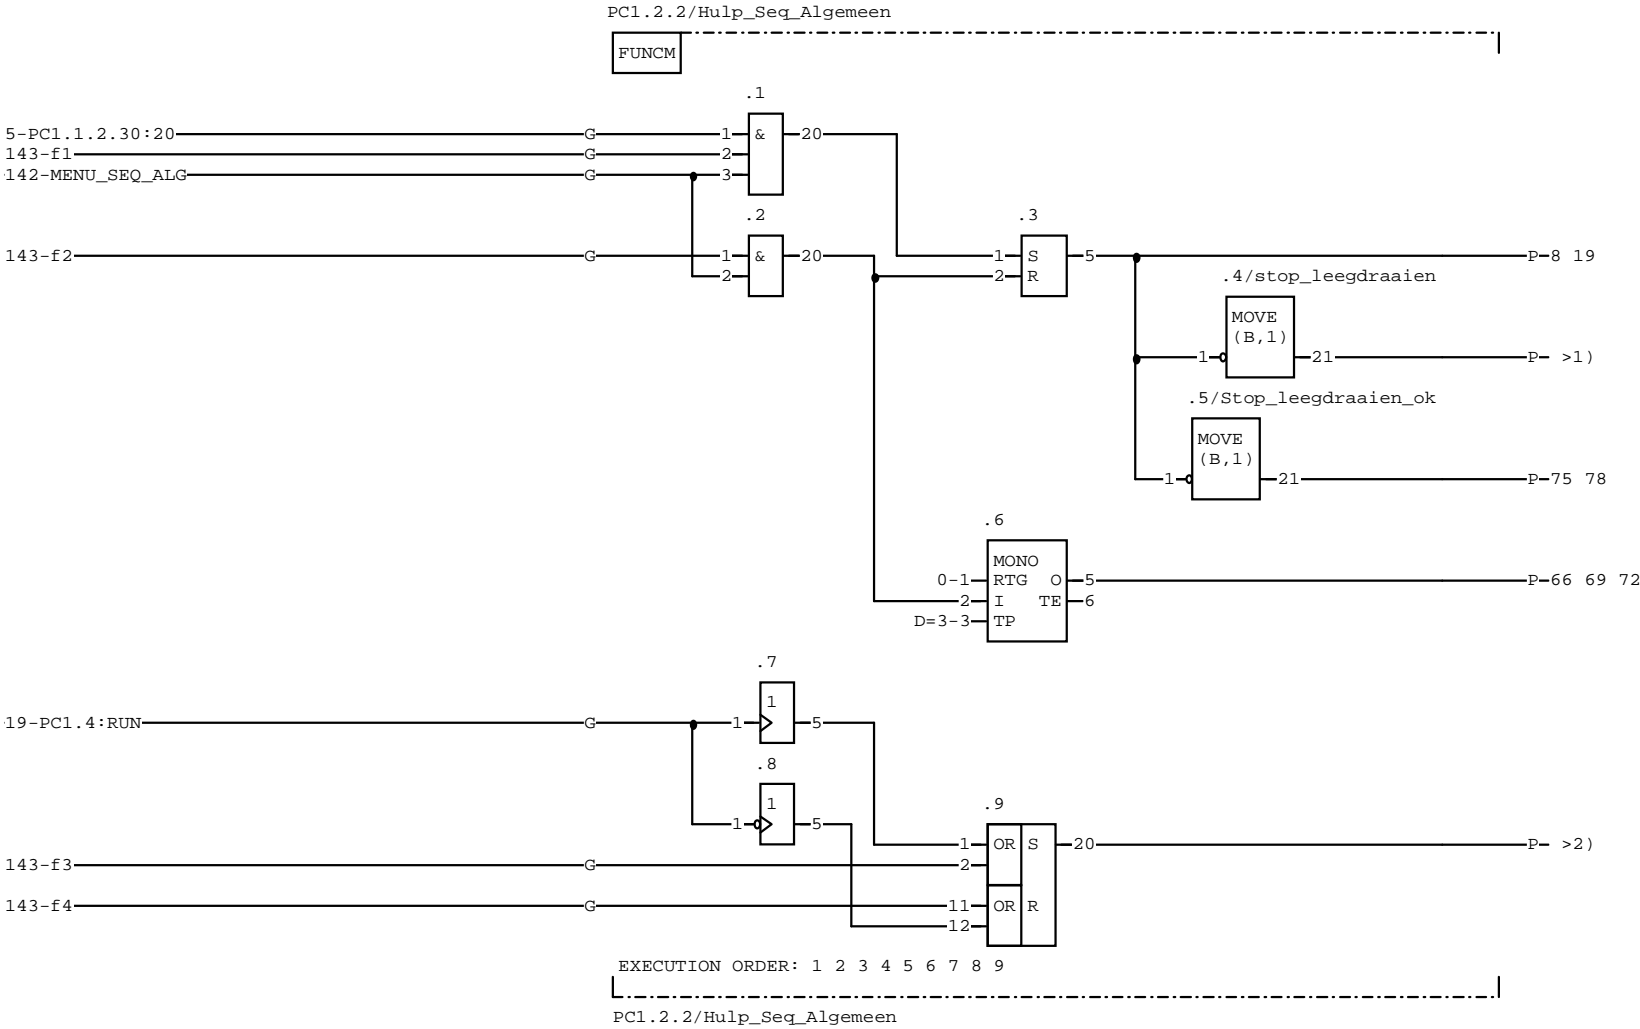 PC1.2.2/Hulp_Seq_Algemeen
FUNCM
.1
5-PC1.1.2.30:20 G 1 & 20
143-f1 G 2
142-MENU_SEQ_ALG G 3
.2 .3
143-f2 G 1 & 20 1 S 5 P-8 19
2 2 R
.4/stop_leegdraaien
MOVE
(B,1)
1 21 P- >1)
.5/Stop_leegdraaien_ok
MOVE
(B,1)
1 21 P-75 78
.6
MONO
0-1 RTG O 5 P-66 69 72
2 I TE 6
D=3-3 TP
.7
1
19-PC1.4:RUN G 1 5
.8
1
1 5
.9
1 OR S 20 P- >2)
143-f3 G 2
143-f4 G 11 OR R
12
EXECUTION ORDER: 1 2 3 4 5 6 7 8 9
PC1.2.2/Hulp_Seq_Algemeen